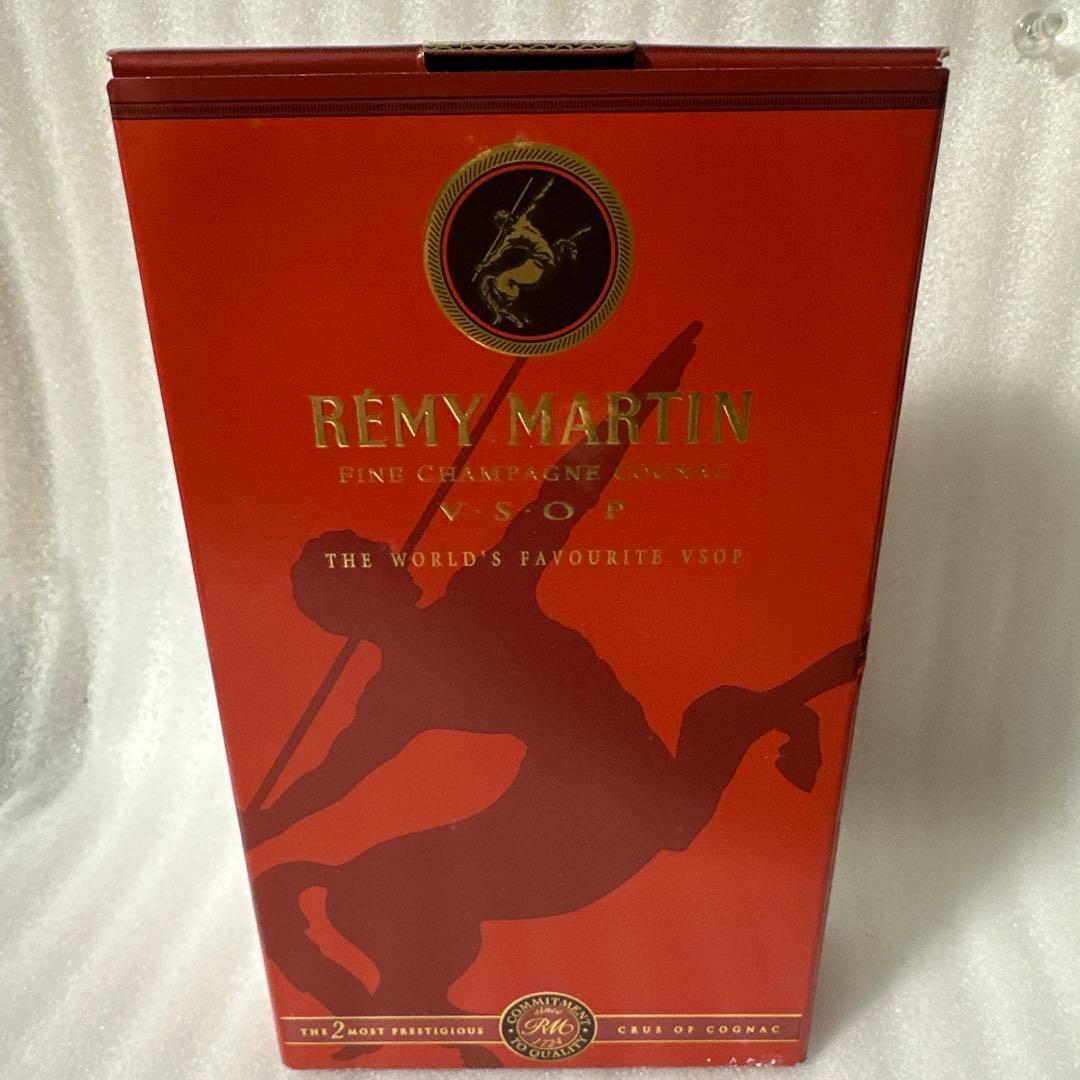 RÉMY MARTIN
FINE CHAMPAGNE COGNAC
V·S·O·P
THE WORLD'S FAVOURITE VSOP
THE 2 MOST PRESTIGIOUS
COMMITMENT
since
RM
1724
TO QUALITY
CRUS OF COGNAC